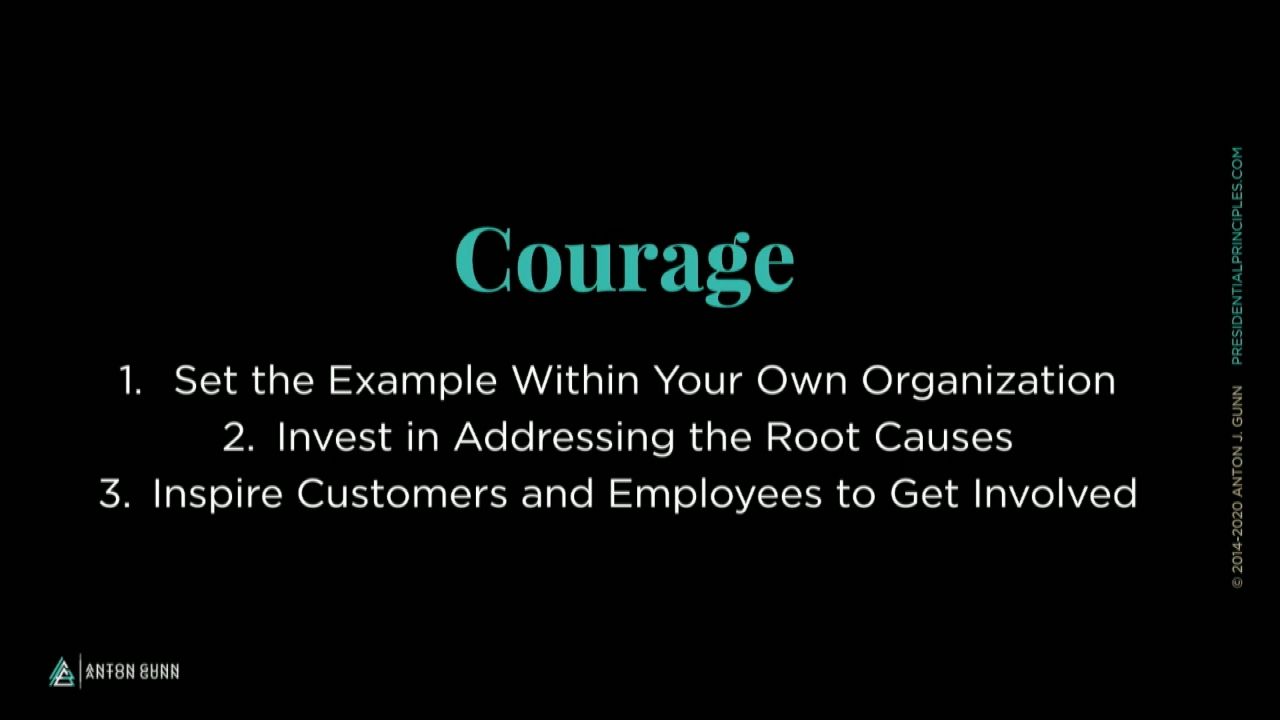 Courage
1. Set the Example Within Your Own Organization
2. Invest in Addressing the Root Causes
3. Inspire Customers and Employees to Get Involved
© 2014-2020 ANTON J. GUNN PRESIDENTIALPRINCIPLES.COM
ANTON GUNN